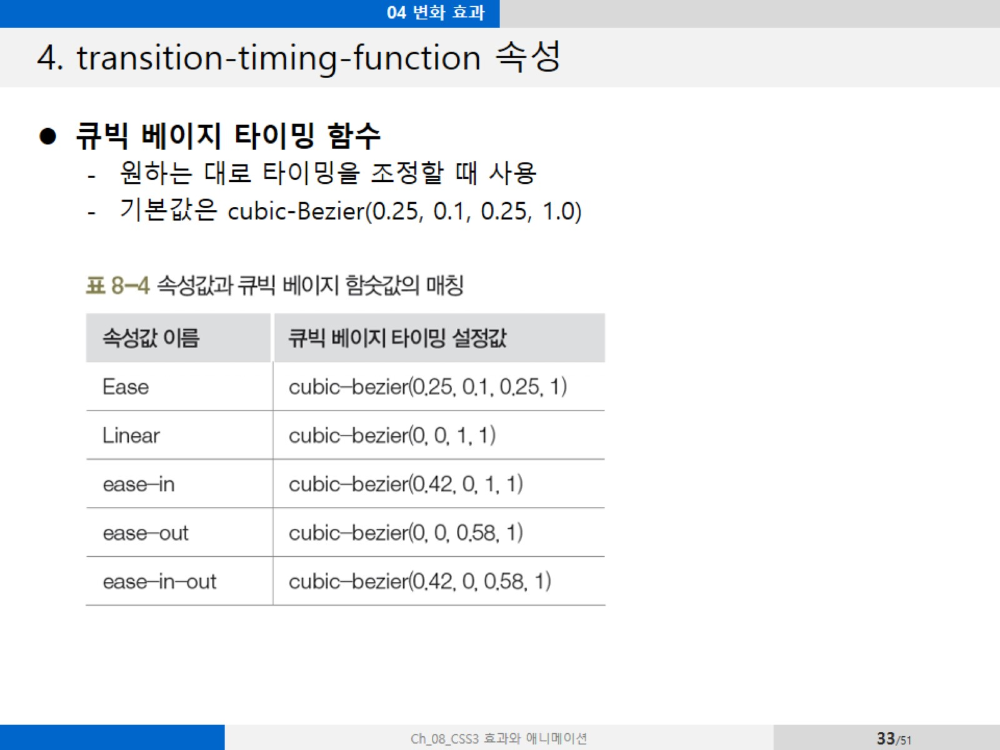 04 변화 효과
4. transition-timing-function 속성
● 큐빅 베이지 타이밍 함수
- 원하는 대로 타이밍을 조정할 때 사용
- 기본값은 cubic-Bezier(0.25, 0.1, 0.25, 1.0)
표 8-4 속성값과 큐빅 베이지 함숫값의 매칭
속성값 이름 큐빅 베이지 타이밍 설정값
Ease cubic-bezier(0.25, 0.1, 0.25, 1)
Linear cubic-bezier(0, 0, 1, 1)
ease-in cubic-bezier(0.42, 0, 1, 1)
ease-out cubic-bezier(0, 0, 0.58, 1)
ease-in-out cubic-bezier(0.42, 0, 0.58, 1)
Ch_08_CSS3 효과와 애니메이션
33/51